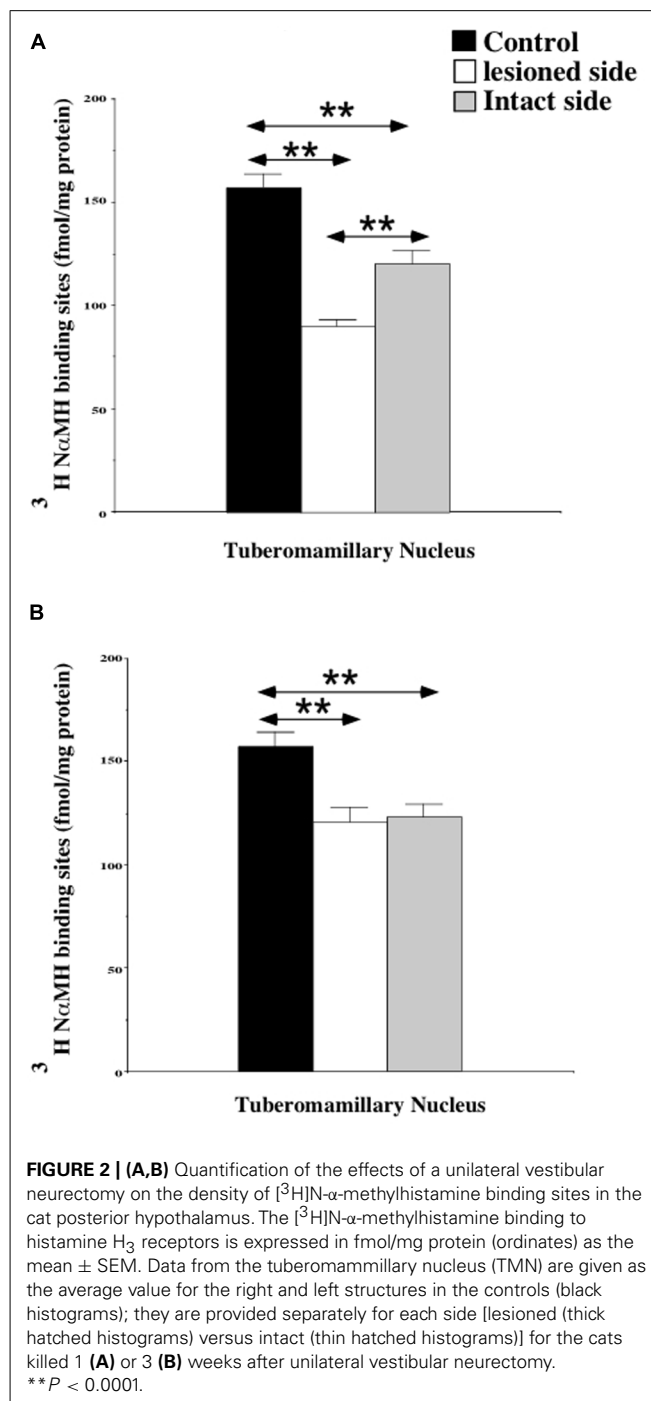 A
Control
lesioned side
Intact side
200
150
100
50
0
**
**
**
3
H NαMH binding sites (fmol/mg protein)
Tuberomamillary Nucleus
B
200
150
100
50
0
**
**
3
H NαMH binding sites (fmol/mg protein)
Tuberomamillary Nucleus
FIGURE 2 | (A,B) Quantification of the effects of a unilateral vestibular
neurectomy on the density of [³H]N-α-methylhistamine binding sites in the
cat posterior hypothalamus. The [³H]N-α-methylhistamine binding to
histamine H₃ receptors is expressed in fmol/mg protein (ordinates) as the
mean ± SEM. Data from the tuberomammillary nucleus (TMN) are given as
the average value for the right and left structures in the controls (black
histograms); they are provided separately for each side [lesioned (thick
hatched histograms) versus intact (thin hatched histograms)] for the cats
killed 1 (A) or 3 (B) weeks after unilateral vestibular neurectomy.
**P < 0.0001.